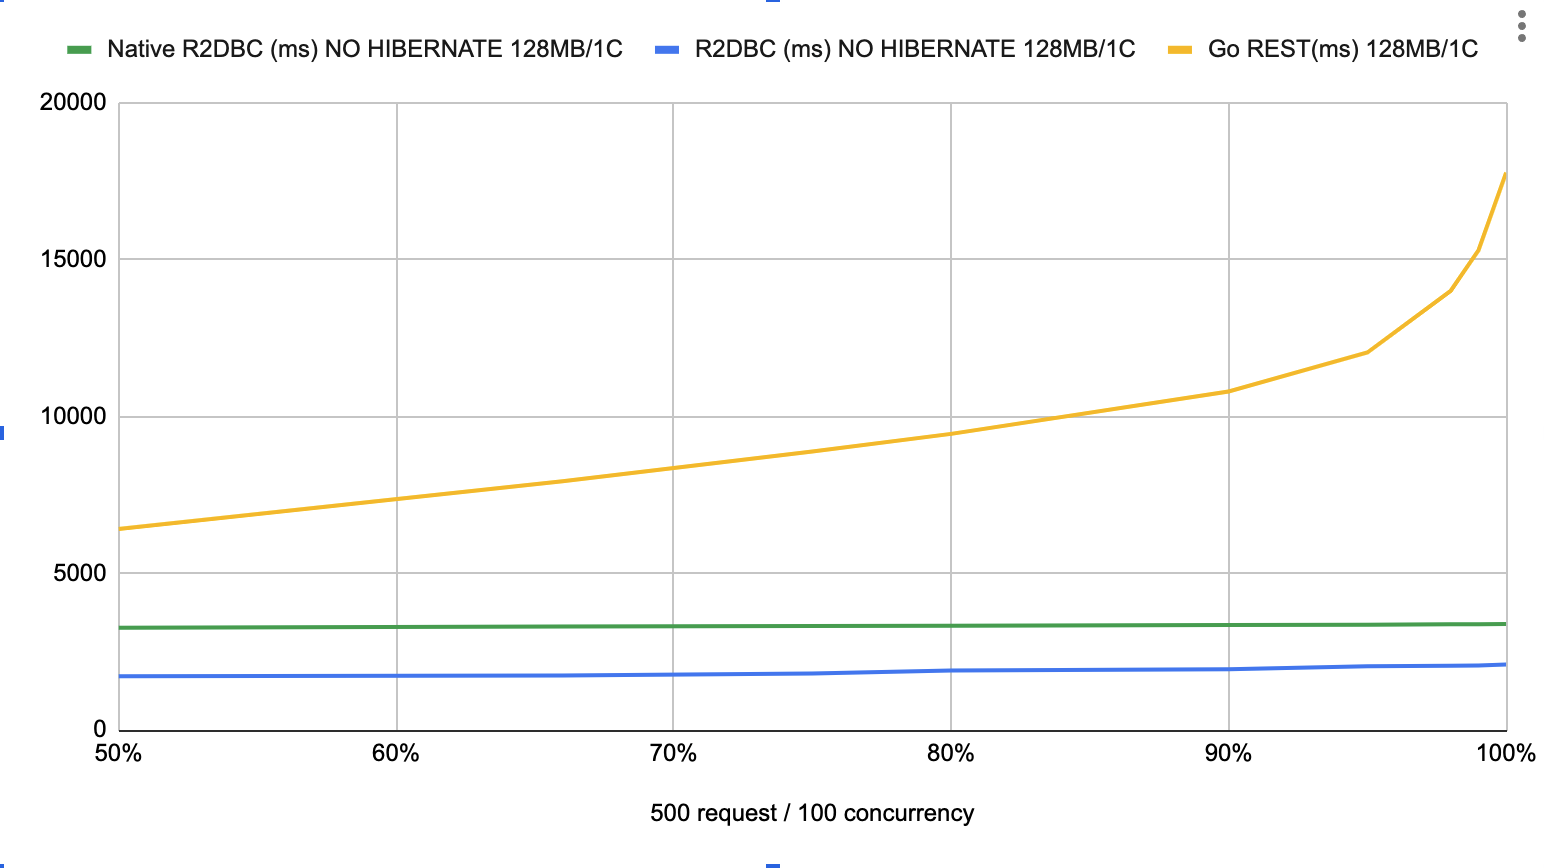 Native R2DBC (ms) NO HIBERNATE 128MB/1C R2DBC (ms) NO HIBERNATE 128MB/1C Go REST(ms) 128MB/1C
20000
15000
10000
5000
0
50% 60% 70% 80% 90% 100%
500 request / 100 concurrency